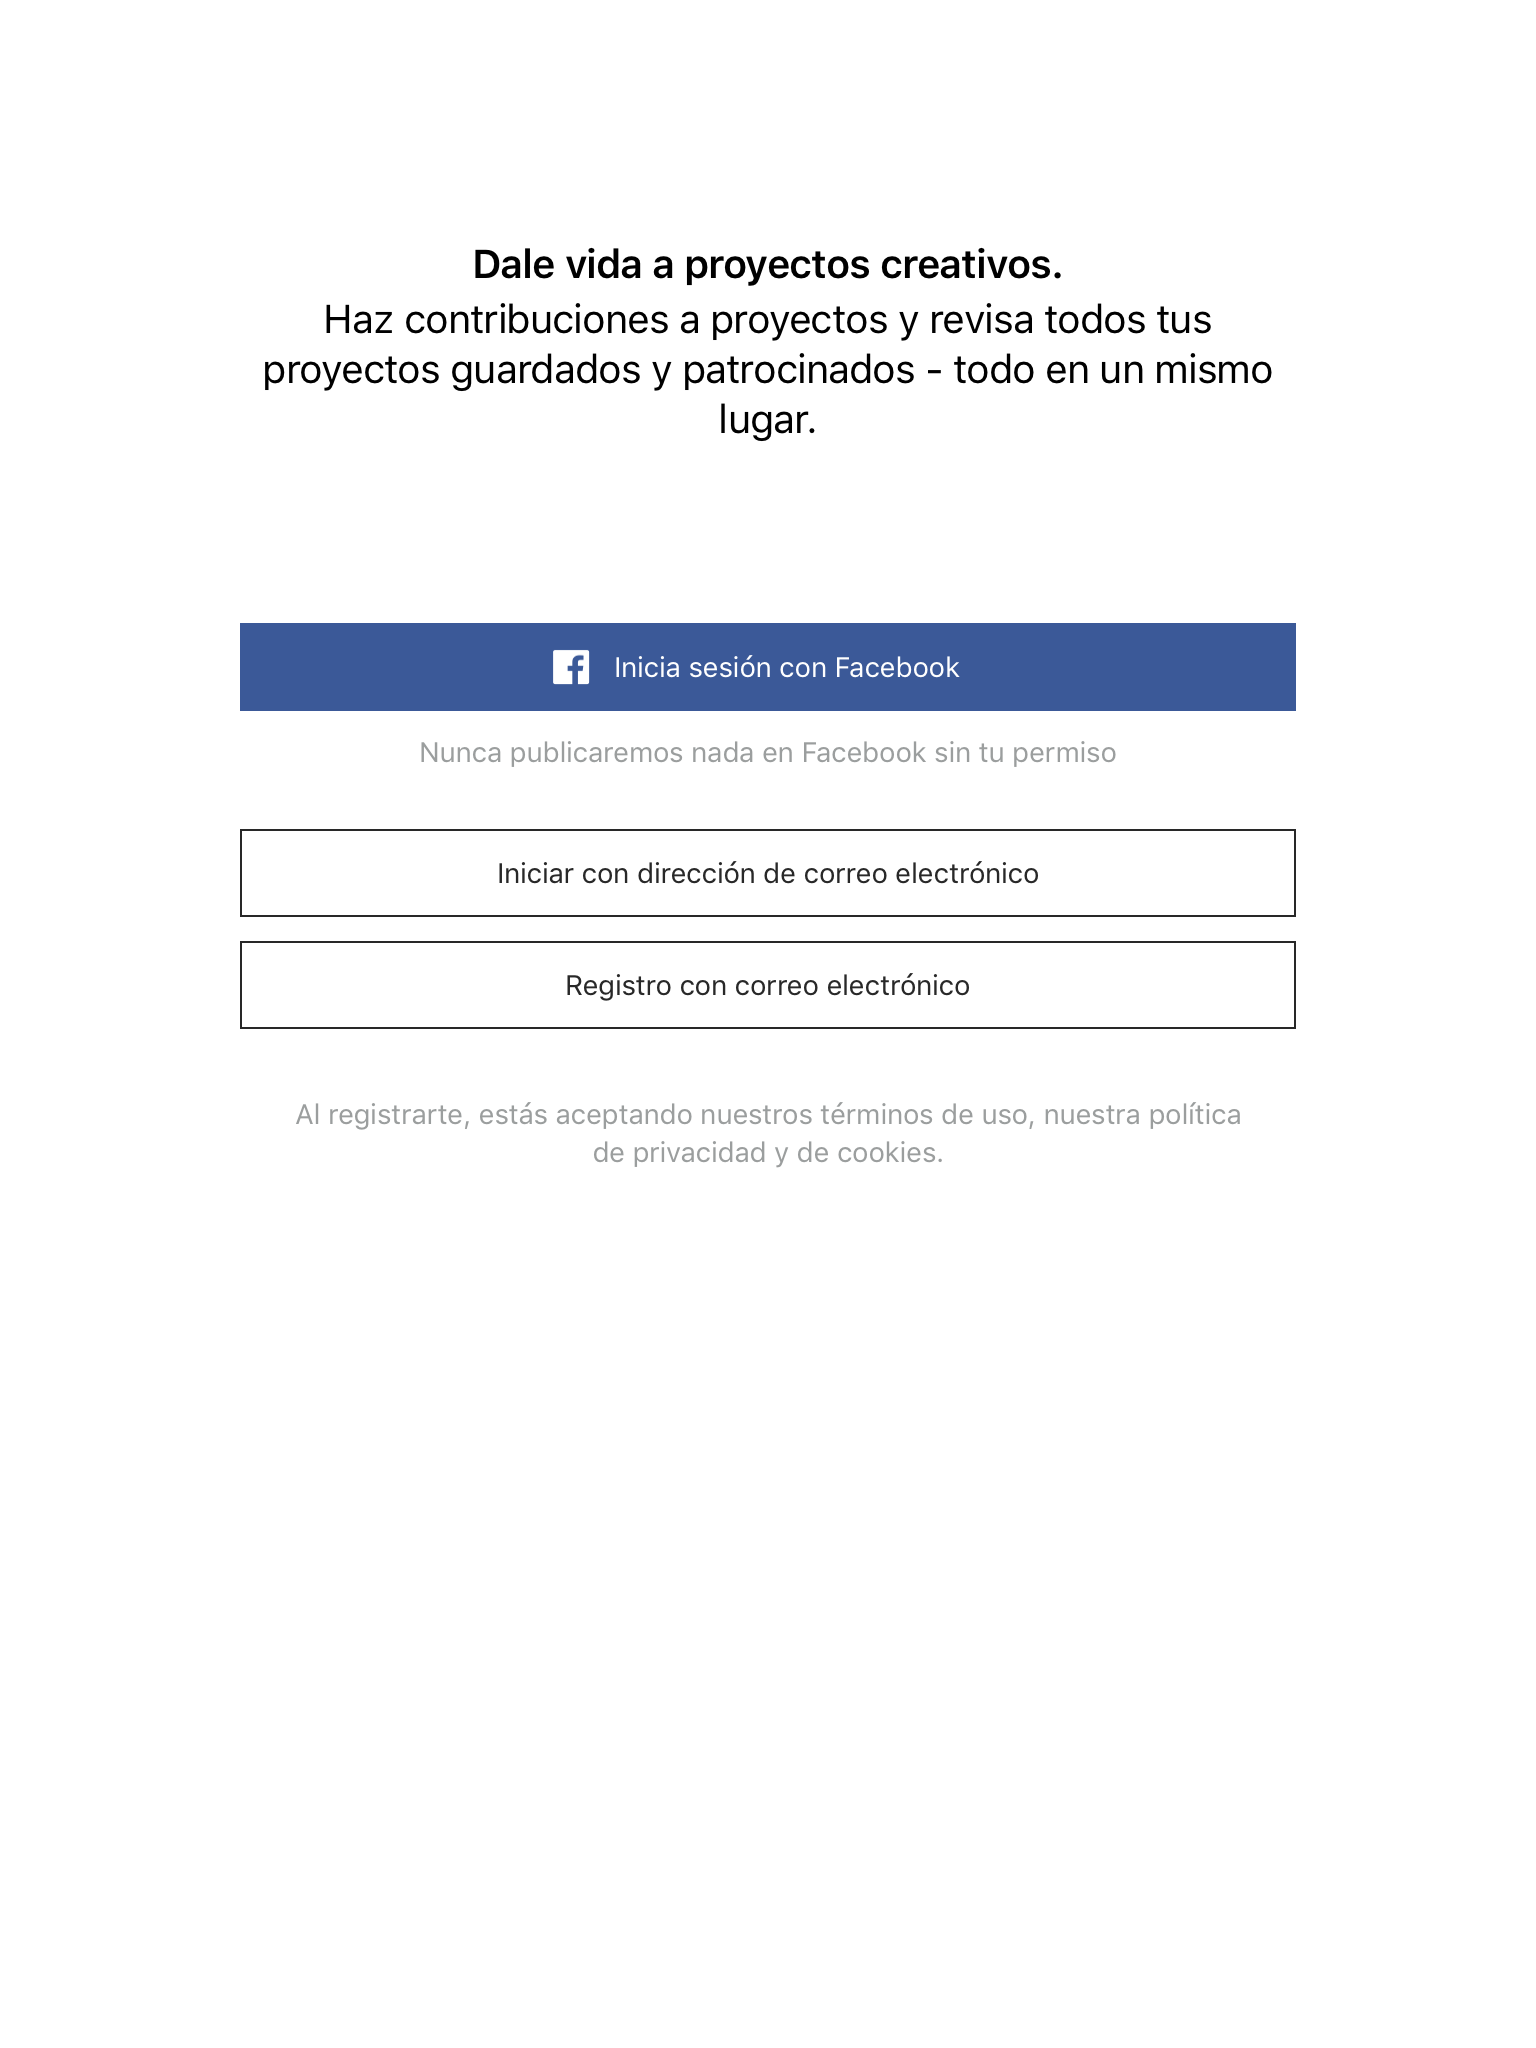 Dale vida a proyectos creativos.
Haz contribuciones a proyectos y revisa todos tus
proyectos guardados y patrocinados - todo en un mismo
lugar.
Inicia sesión con Facebook
Nunca publicaremos nada en Facebook sin tu permiso
Iniciar con dirección de correo electrónico
Registro con correo electrónico
Al registrarte, estás aceptando nuestros términos de uso, nuestra política
de privacidad y de cookies.